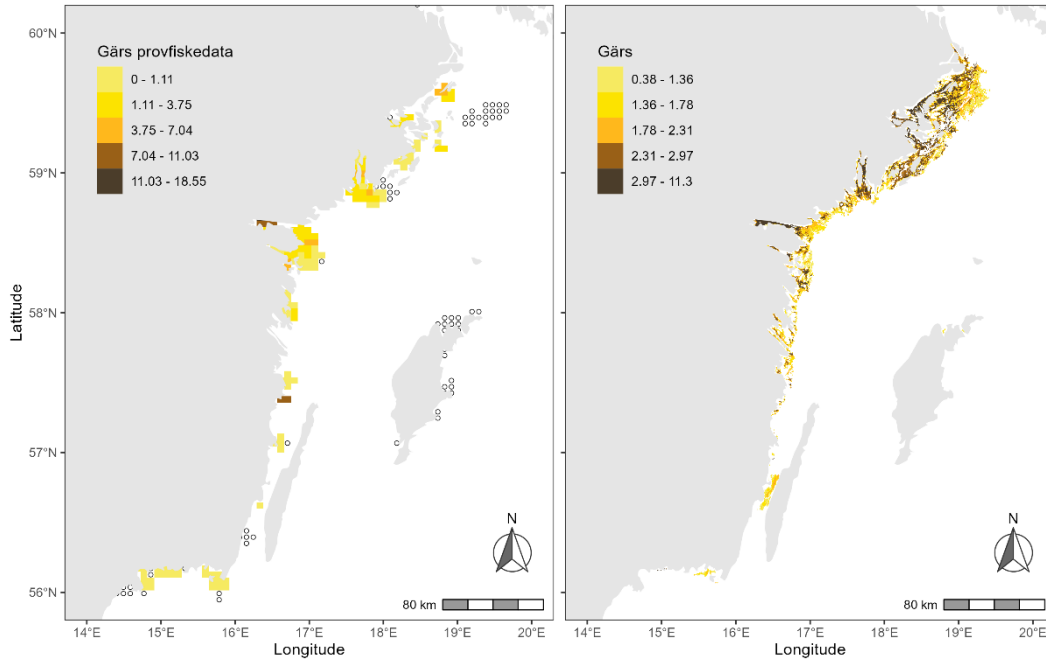 Gärs provfiskedata
0 - 1.11
1.11 - 3.75
3.75 - 7.04
7.04 - 11.03
11.03 - 18.55
60°N
59°N
58°N
57°N
56°N
Latitude
N
80 km
14°E 15°E 16°E 17°E 18°E 19°E 20°E
Longitude
Gärs
0.38 - 1.36
1.36 - 1.78
1.78 - 2.31
2.31 - 2.97
2.97 - 11.3
N
80 km
14°E 15°E 16°E 17°E 18°E 19°E 20°E
Longitude